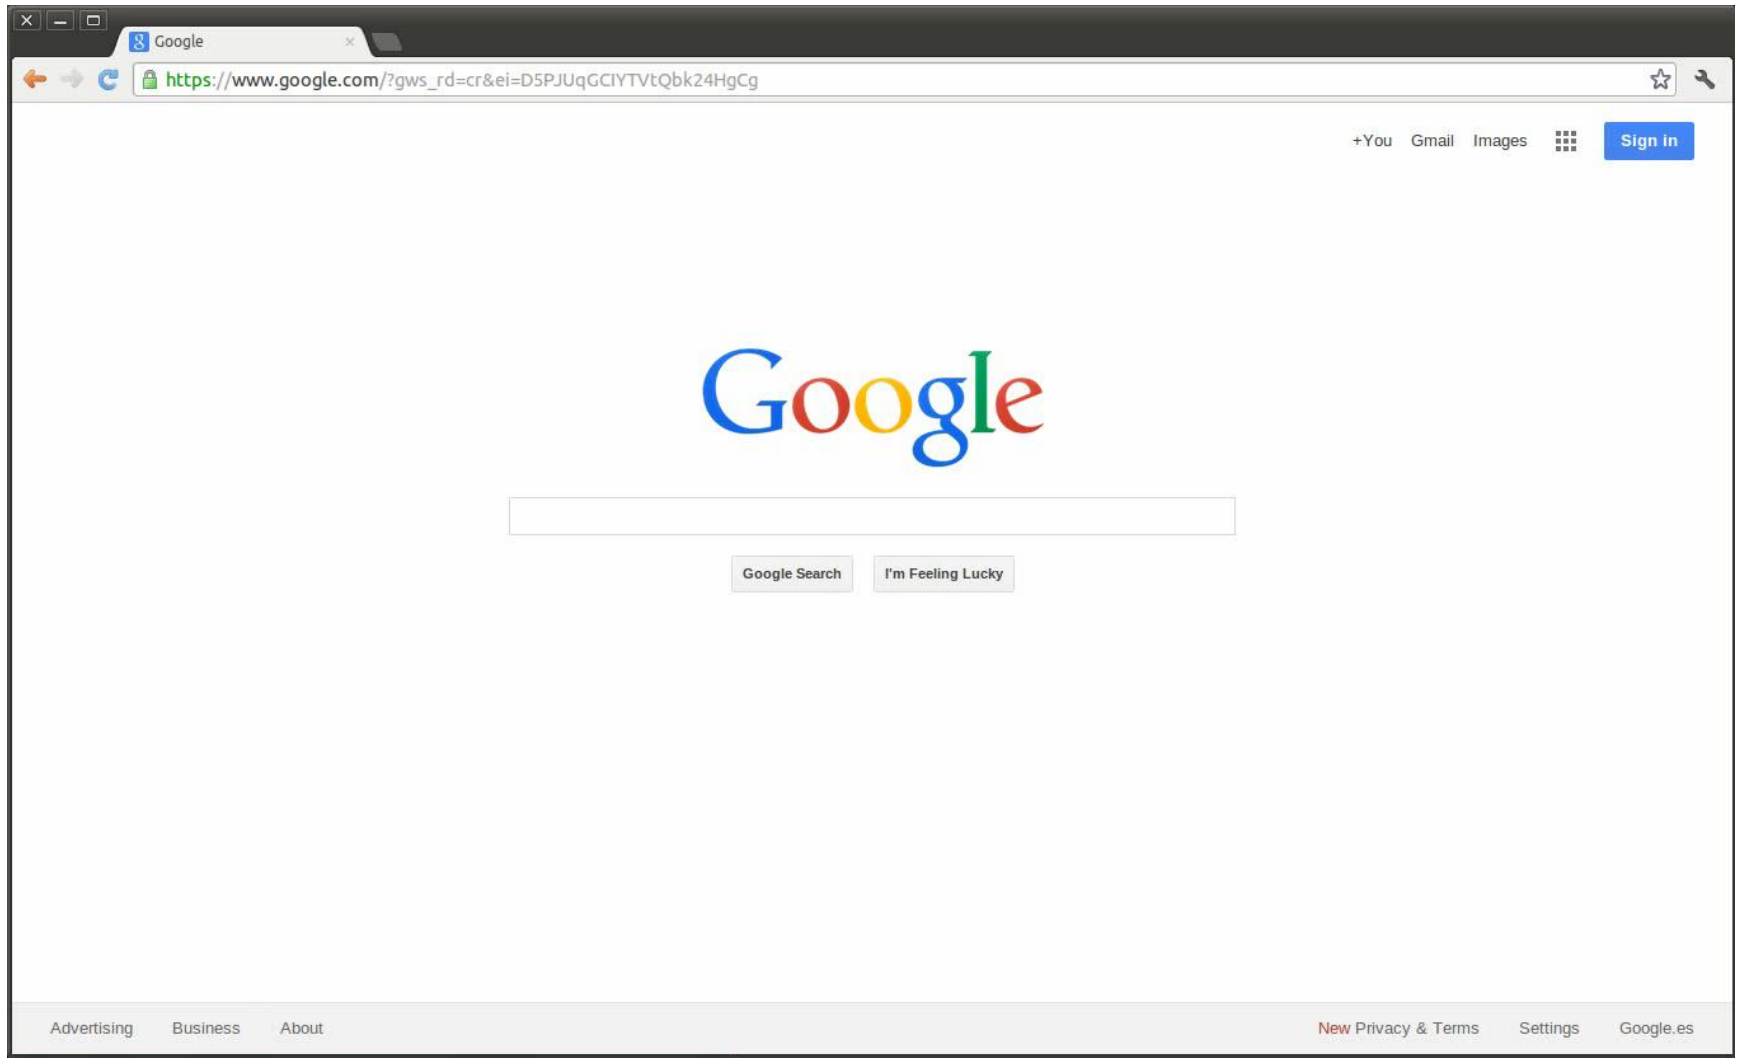 Google
https://www.google.com/?gws_rd=cr&ei=D5PJUqGCIYTVtQbk24HgCg
+You Gmail Images Sign in
Google
Google Search I'm Feeling Lucky
Advertising Business About New Privacy & Terms Settings Google.es